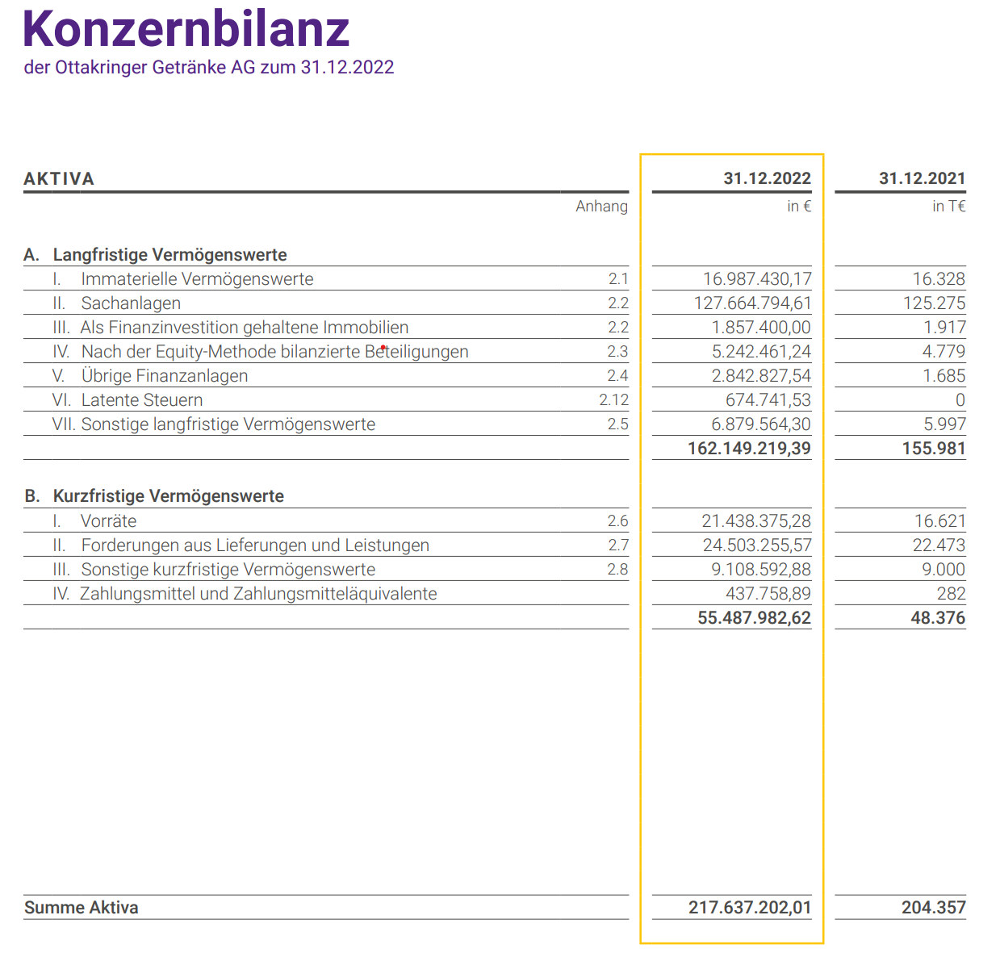 Konzernbilanz
der Ottakringer Getränke AG zum 31.12.2022
AKTIVA 31.12.2022 31.12.2021
Anhang in € in T€
A. Langfristige Vermögenswerte
I. Immaterielle Vermögenswerte 2.1 16.987.430,17 16.328
II. Sachanlagen 2.2 127.664.794,61 125.275
III. Als Finanzinvestition gehaltene Immobilien 2.2 1.857.400,00 1.917
IV. Nach der Equity-Methode bilanzierte Beteiligungen 2.3 5.242.461,24 4.779
V. Übrige Finanzanlagen 2.4 2.842.827,54 1.685
VI. Latente Steuern 2.12 674.741,53 0
VII. Sonstige langfristige Vermögenswerte 2.5 6.879.564,30 5.997
162.149.219,39 155.981
B. Kurzfristige Vermögenswerte
I. Vorräte 2.6 21.438.375,28 16.621
II. Forderungen aus Lieferungen und Leistungen 2.7 24.503.255,57 22.473
III. Sonstige kurzfristige Vermögenswerte 2.8 9.108.592,88 9.000
IV. Zahlungsmittel und Zahlungsmitteläquivalente 437.758,89 282
55.487.982,62 48.376
Summe Aktiva 217.637.202,01 204.357